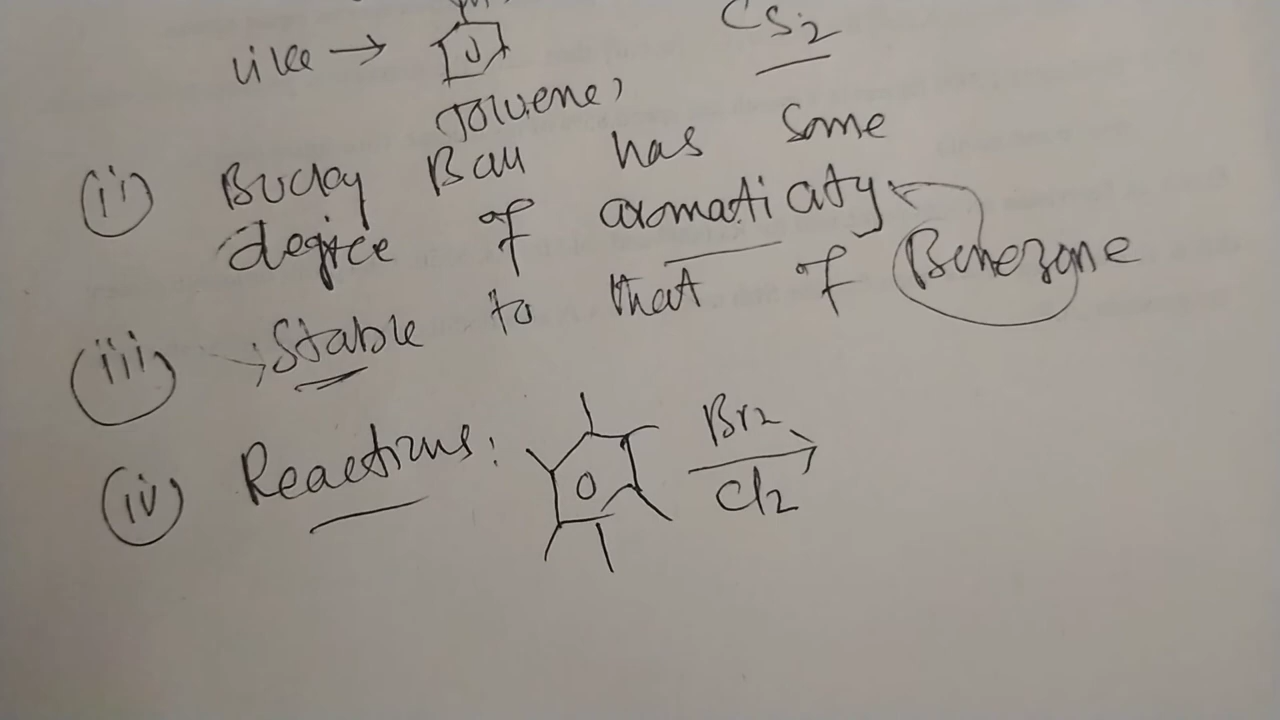 like → CS2
Toluene,
(ii) Bucky Ball has some
degree of aromaticity
(iii) ; Stable to that of Benezene
(iv) Reactions: Br2
Cl2